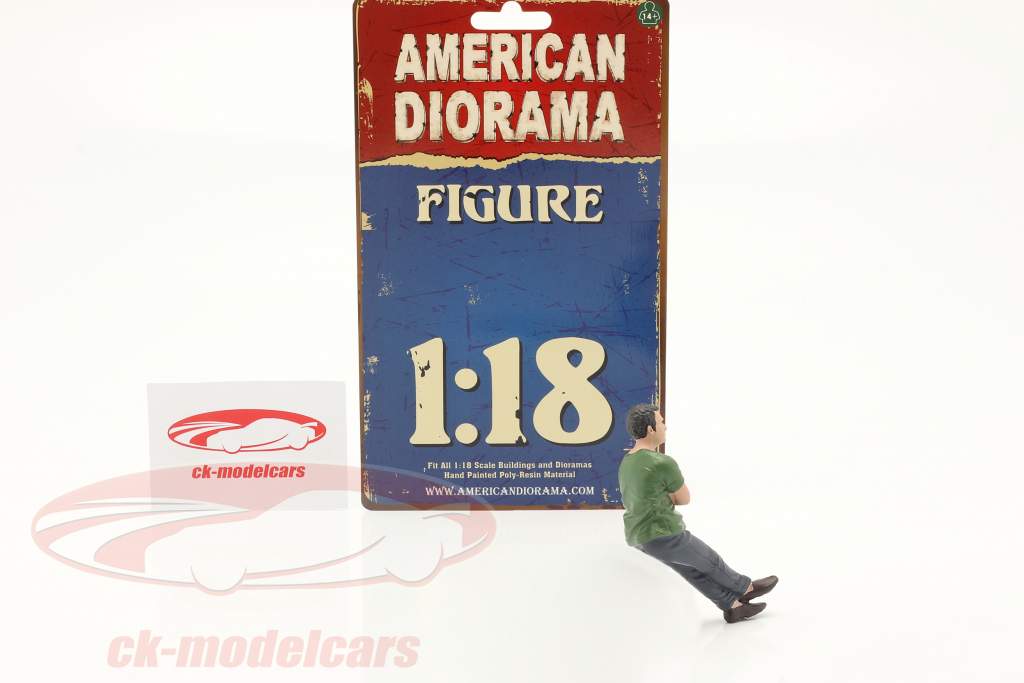 14+
AMERICAN
DIORAMA
FIGURE
1:18
Fit All 1:18 Scale Buildings and Dioramas
Hand Painted Poly-Resin Material
WWW.AMERICANDIORAMA.COM
ck-modelcars
ck-modelcars